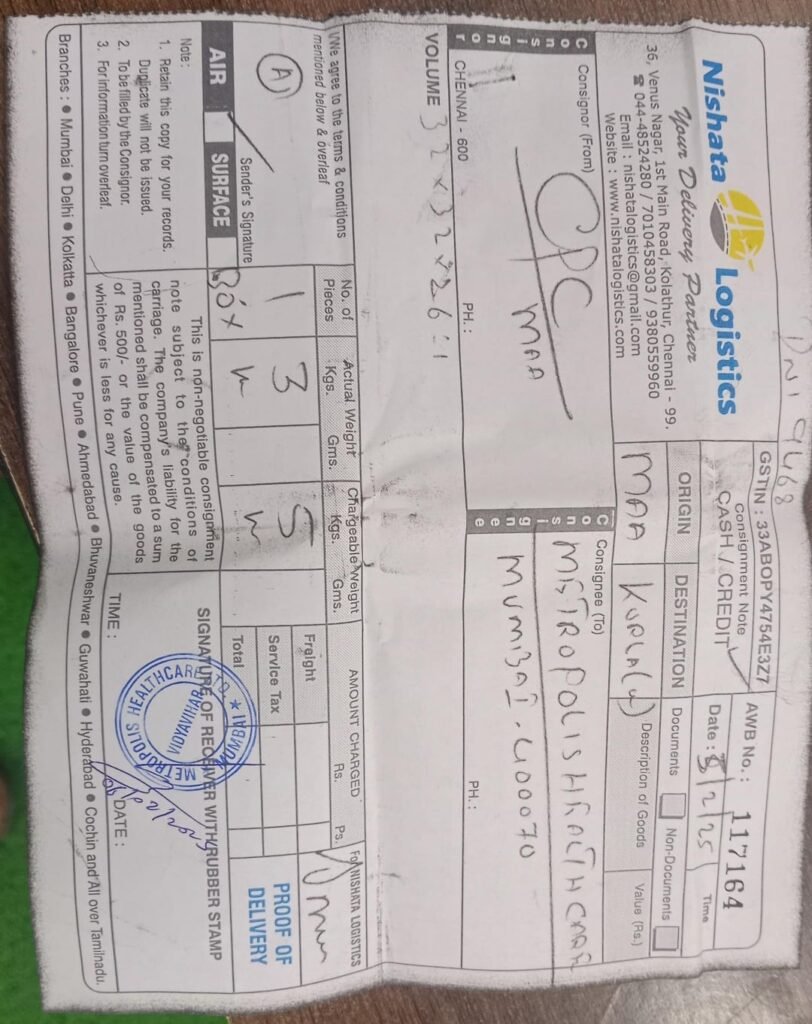 DNI 9468
Nishata Logistics
Your Delivery Partner
36, Venus Nagar, 1st Main Road, Kolathur, Chennai - 99.
☎ 044-48524280 / 7010458303 / 9380559960
Email : nishatalogistics@gmail.com
Website : www.nishatalogistics.com
GSTIN : 33ABOPY4754E3Z7
Consignment Note
CASH / CREDIT
AWB No.: 117164
Date : 8/2/25
Time
ORIGIN
MAA
DESTINATION
KURLA(W)
Documents
Non-Documents
Description of Goods
Value (Rs.)
Consignor
Consignor (From)
CPC
MAA
CHENNAI - 600
PH.:
Consignee
Consignee (To)
METROPOLIS HEALTHCARE
MUMBAI. 400070
PH.:
VOLUME 32 x 32 x 26
I/We agree to the terms & conditions
mentioned below & overleaf
A)
Sender's Signature
AIR
SURFACE
No. of
Pieces
1
Box
Actual Weight
Kgs.
Gms.
3
Chargeable Weight
Kgs.
Gms.
5
AMOUNT CHARGED
Rs.
Ps.
Freight
Service Tax
Total
For NISHATA LOGISTICS
PROOF OF
DELIVERY
Note:
1. Retain this copy for your records.
Duplicate will not be issued.
2. To be filled by the Consignor.
3. For information turn overleaf.
This is non-negotiable consignment
note subject to the conditions of
carriage. The company's liability for the
mentioned shall be compensated to a sum
of Rs. 500/- or the value of the goods
whichever is less for any cause.
SIGNATURE OF RECEIVER WITH RUBBER STAMP
METROPOLIS HEALTHCARE LTD ★ MUMBAI
VIDYAVIHAR
TIME :
DATE :
Branches : ● Mumbai ● Delhi ● Kolkatta ● Bangalore ● Pune ● Ahmedabad ● Bhuvaneshwar ● Guwahati ● Hyderabad ● Cochin and All over Tamilnadu.